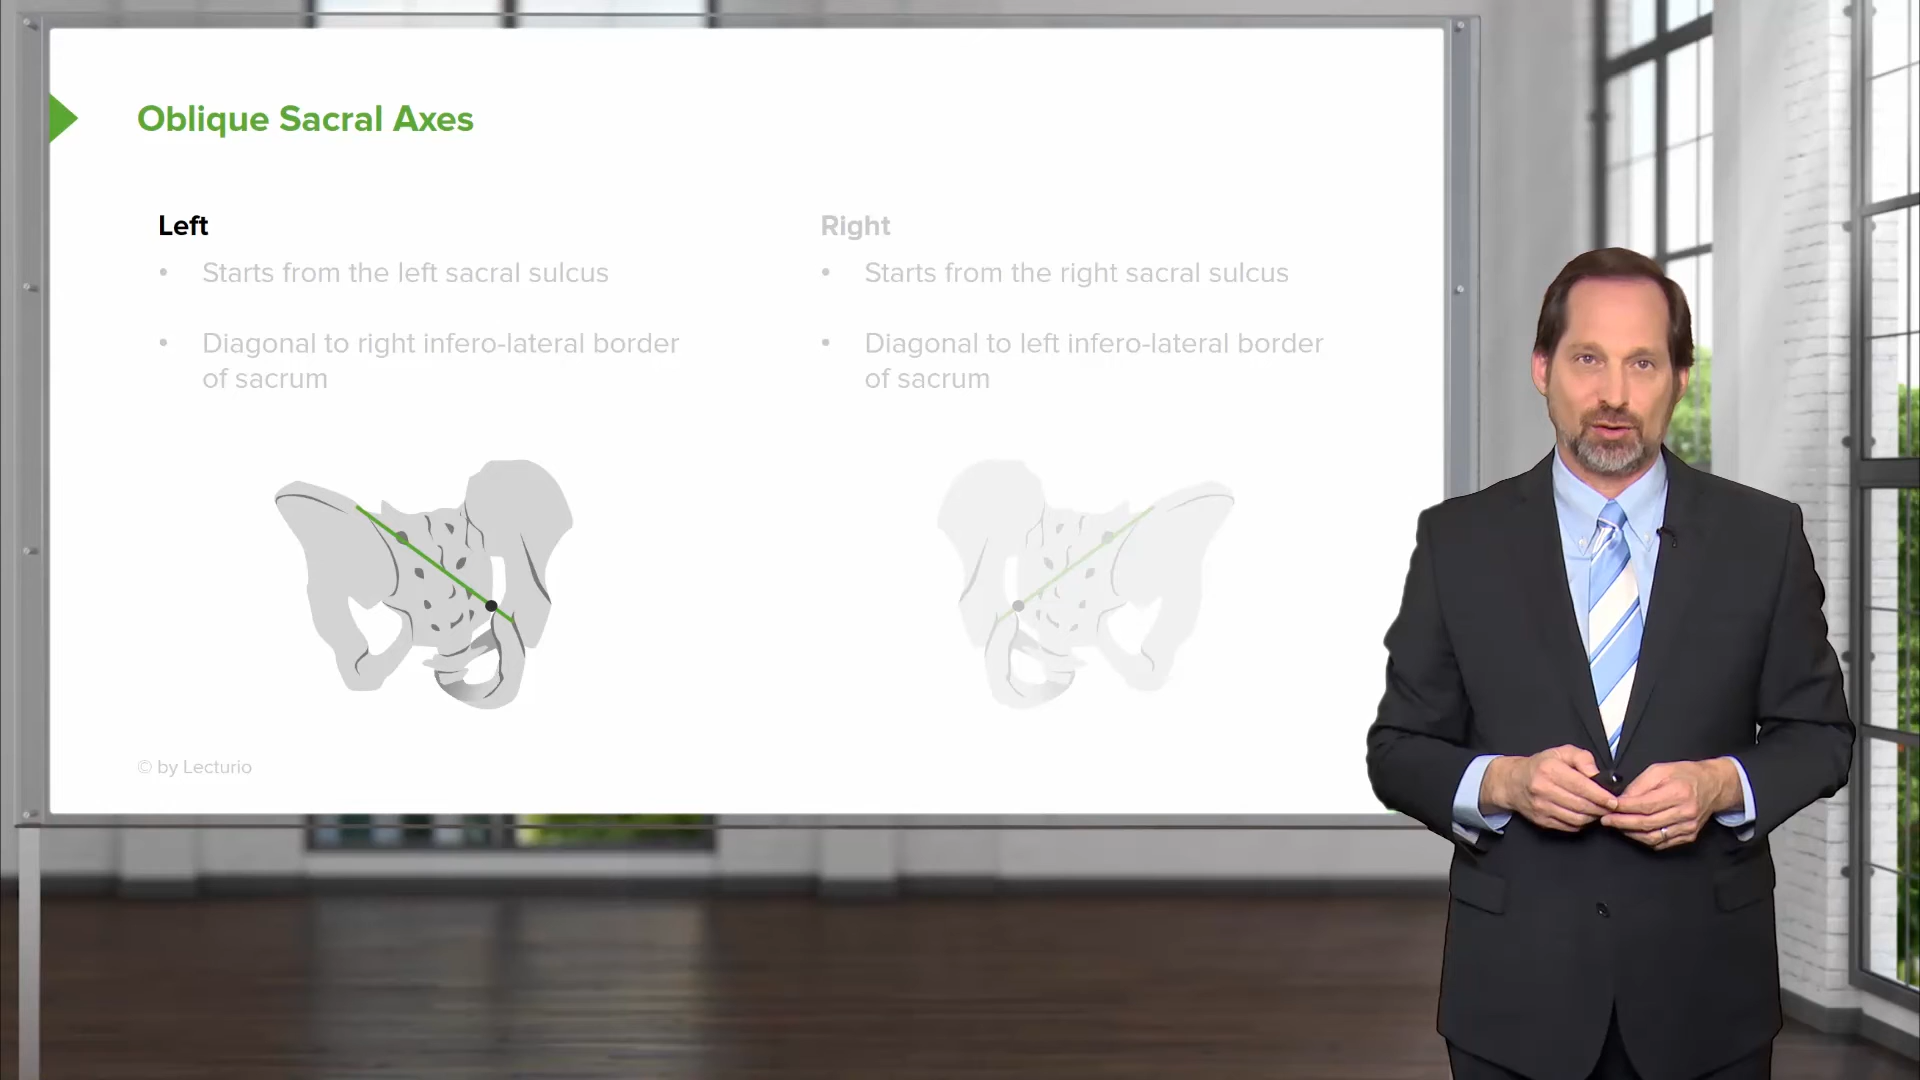 Oblique Sacral Axes
Left
• Starts from the left sacral sulcus
• Diagonal to right infero-lateral border
of sacrum
Right
• Starts from the right sacral sulcus
• Diagonal to left infero-lateral border
of sacrum
© by Lecturio